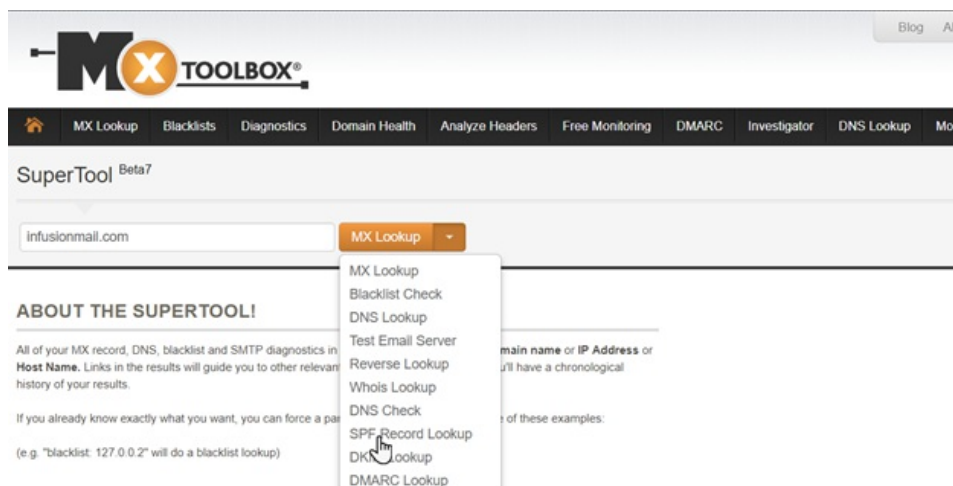 MX TOOLBOX®
Blog
MX Lookup Blacklists Diagnostics Domain Health Analyze Headers Free Monitoring DMARC Investigator DNS Lookup
SuperTool Beta7
infusionmail.com MX Lookup
MX Lookup
Blacklist Check
DNS Lookup
Test Email Server
Reverse Lookup
Whois Lookup
DNS Check
SPF Record Lookup
Lookup
DMARC Lookup
ABOUT THE SUPERTOOL!
All of your MX record, DNS, blacklist and SMTP diagnostics in main name or IP Address or
Host Name. Links in the results will guide you to other relevant have a chronological
history of your results.
If you already know exactly what you want, you can force a of these examples:
(e.g. "blacklist: 127.0.0.2" will do a blacklist lookup)